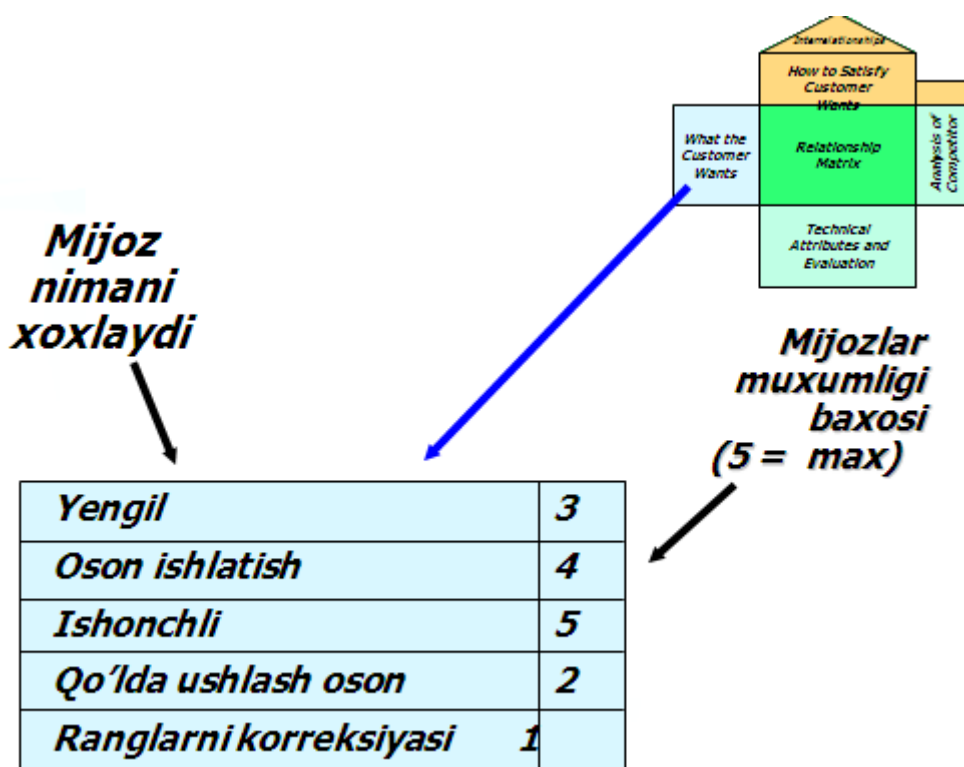 Interrelationships
How to Satisfy
Customer
Wants
What the
Customer
Wants
Relationship
Matrix
Analysis of
Competitor
Technical
Attributes and
Evaluation
Mijoz
nimani
xoxlaydi
Mijozlar
muxumligi
baxosi
(5 = max)
Yengil 3
Oson ishlatish 4
Ishonchli 5
Qo’lda ushlash oson 2
Ranglarni korreksiyasi 1